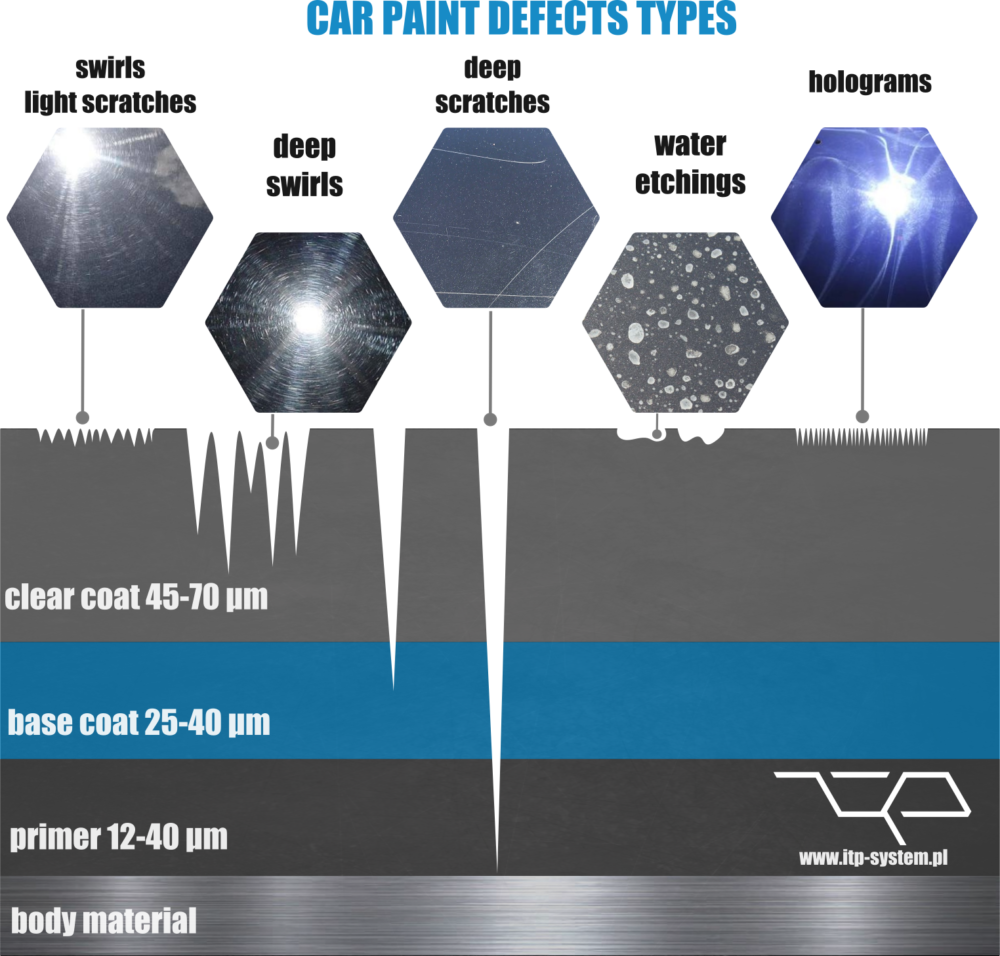 CAR PAINT DEFECTS TYPES
swirls
light scratches
deep
swirls
deep
scratches
water
etchings
holograms
clear coat 45-70 µm
base coat 25-40 µm
primer 12-40 µm
www.itp-system.pl
body material